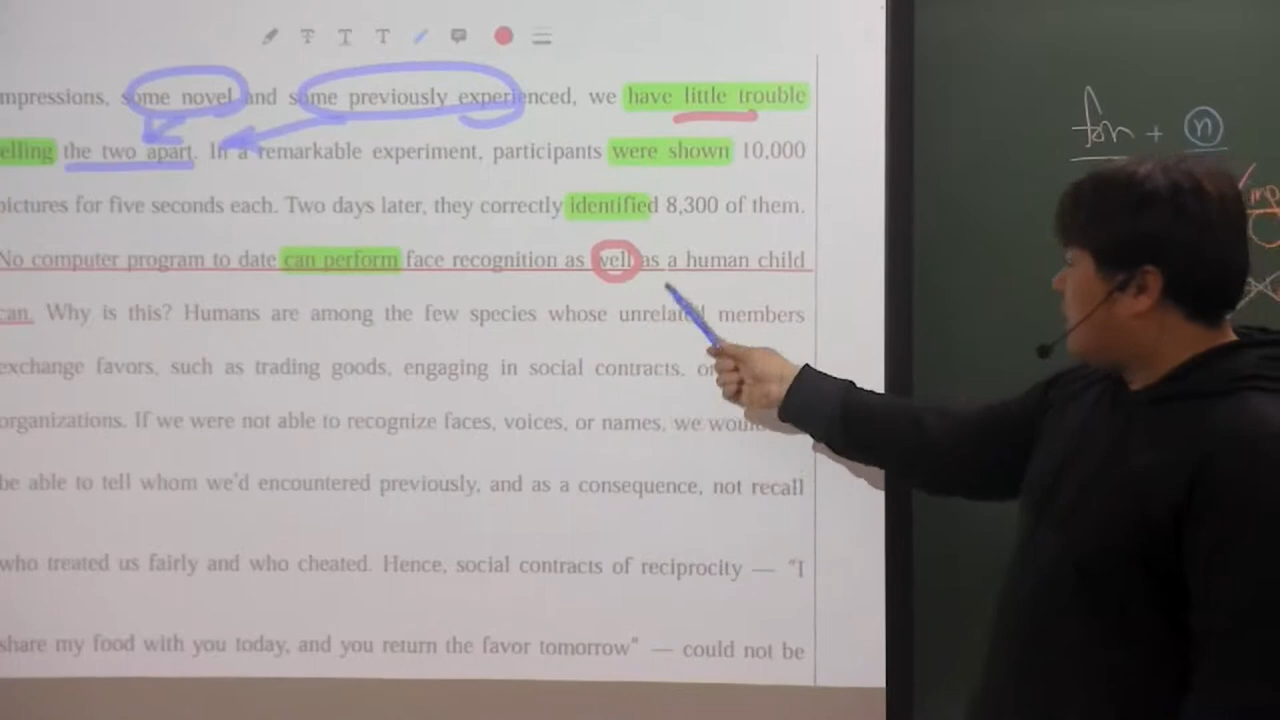 mpressions, some novel and some previously experienced, we have little trouble
elling the two apart. In a remarkable experiment, participants were shown 10,000
pictures for five seconds each. Two days later, they correctly identified 8,300 of them.
No computer program to date can perform face recognition as well as a human child
can. Why is this? Humans are among the few species whose unrelated members
exchange favors, such as trading goods, engaging in social contracts, or
organizations. If we were not able to recognize faces, voices, or names, we would
be able to tell whom we'd encountered previously, and as a consequence, not recall
who treated us fairly and who cheated. Hence, social contracts of reciprocity — "I
share my food with you today, and you return the favor tomorrow" — could not be
+ n
imp